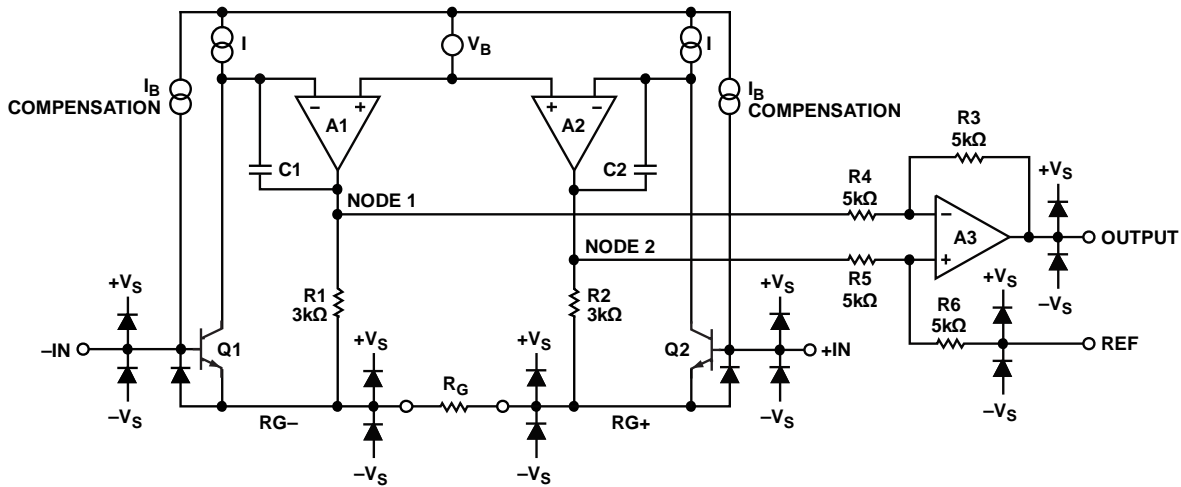 I
V_B
I
I_B
COMPENSATION
I_B
COMPENSATION
− +
+ −
A1
A2
C1
C2
R3
5kΩ
NODE 1
R4
5kΩ
+V_S
−
A3
+
OUTPUT
NODE 2
R5
5kΩ
−V_S
R1
3kΩ
R2
3kΩ
R6
5kΩ
+V_S
REF
−V_S
+V_S
−IN
Q1
−V_S
+V_S
R_G
+V_S
Q2
+V_S
+IN
−V_S
RG−
−V_S
−V_S
RG+